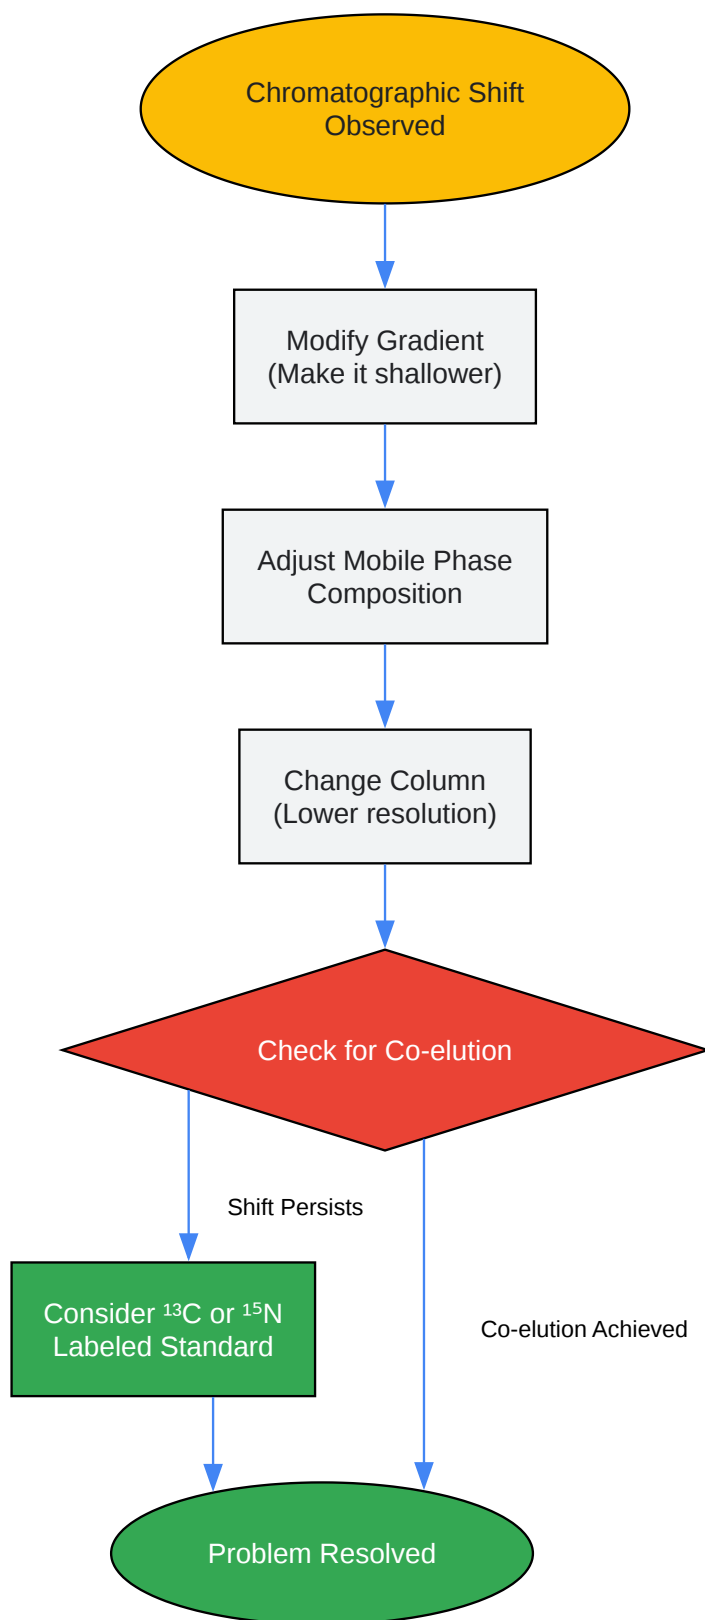 Chromatographic Shift
Observed
Modify Gradient
(Make it shallower)
Adjust Mobile Phase
Composition
Change Column
(Lower resolution)
Check for Co-elution
Shift Persists
Consider ¹³C or ¹⁵N
Labeled Standard
Co-elution Achieved
Problem Resolved